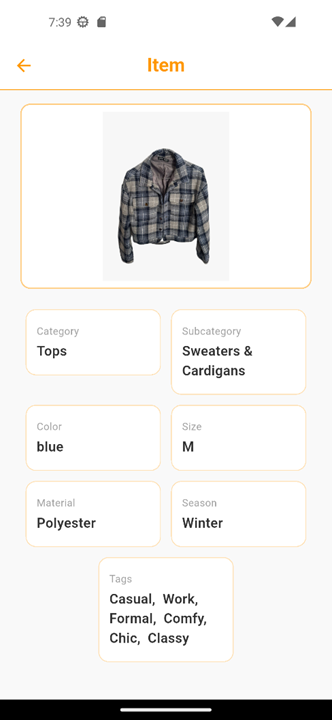 7:39
Item
Category
Tops
Subcategory
Sweaters &
Cardigans
Color
blue
Size
M
Material
Polyester
Season
Winter
Tags
Casual, Work,
Formal, Comfy,
Chic, Classy